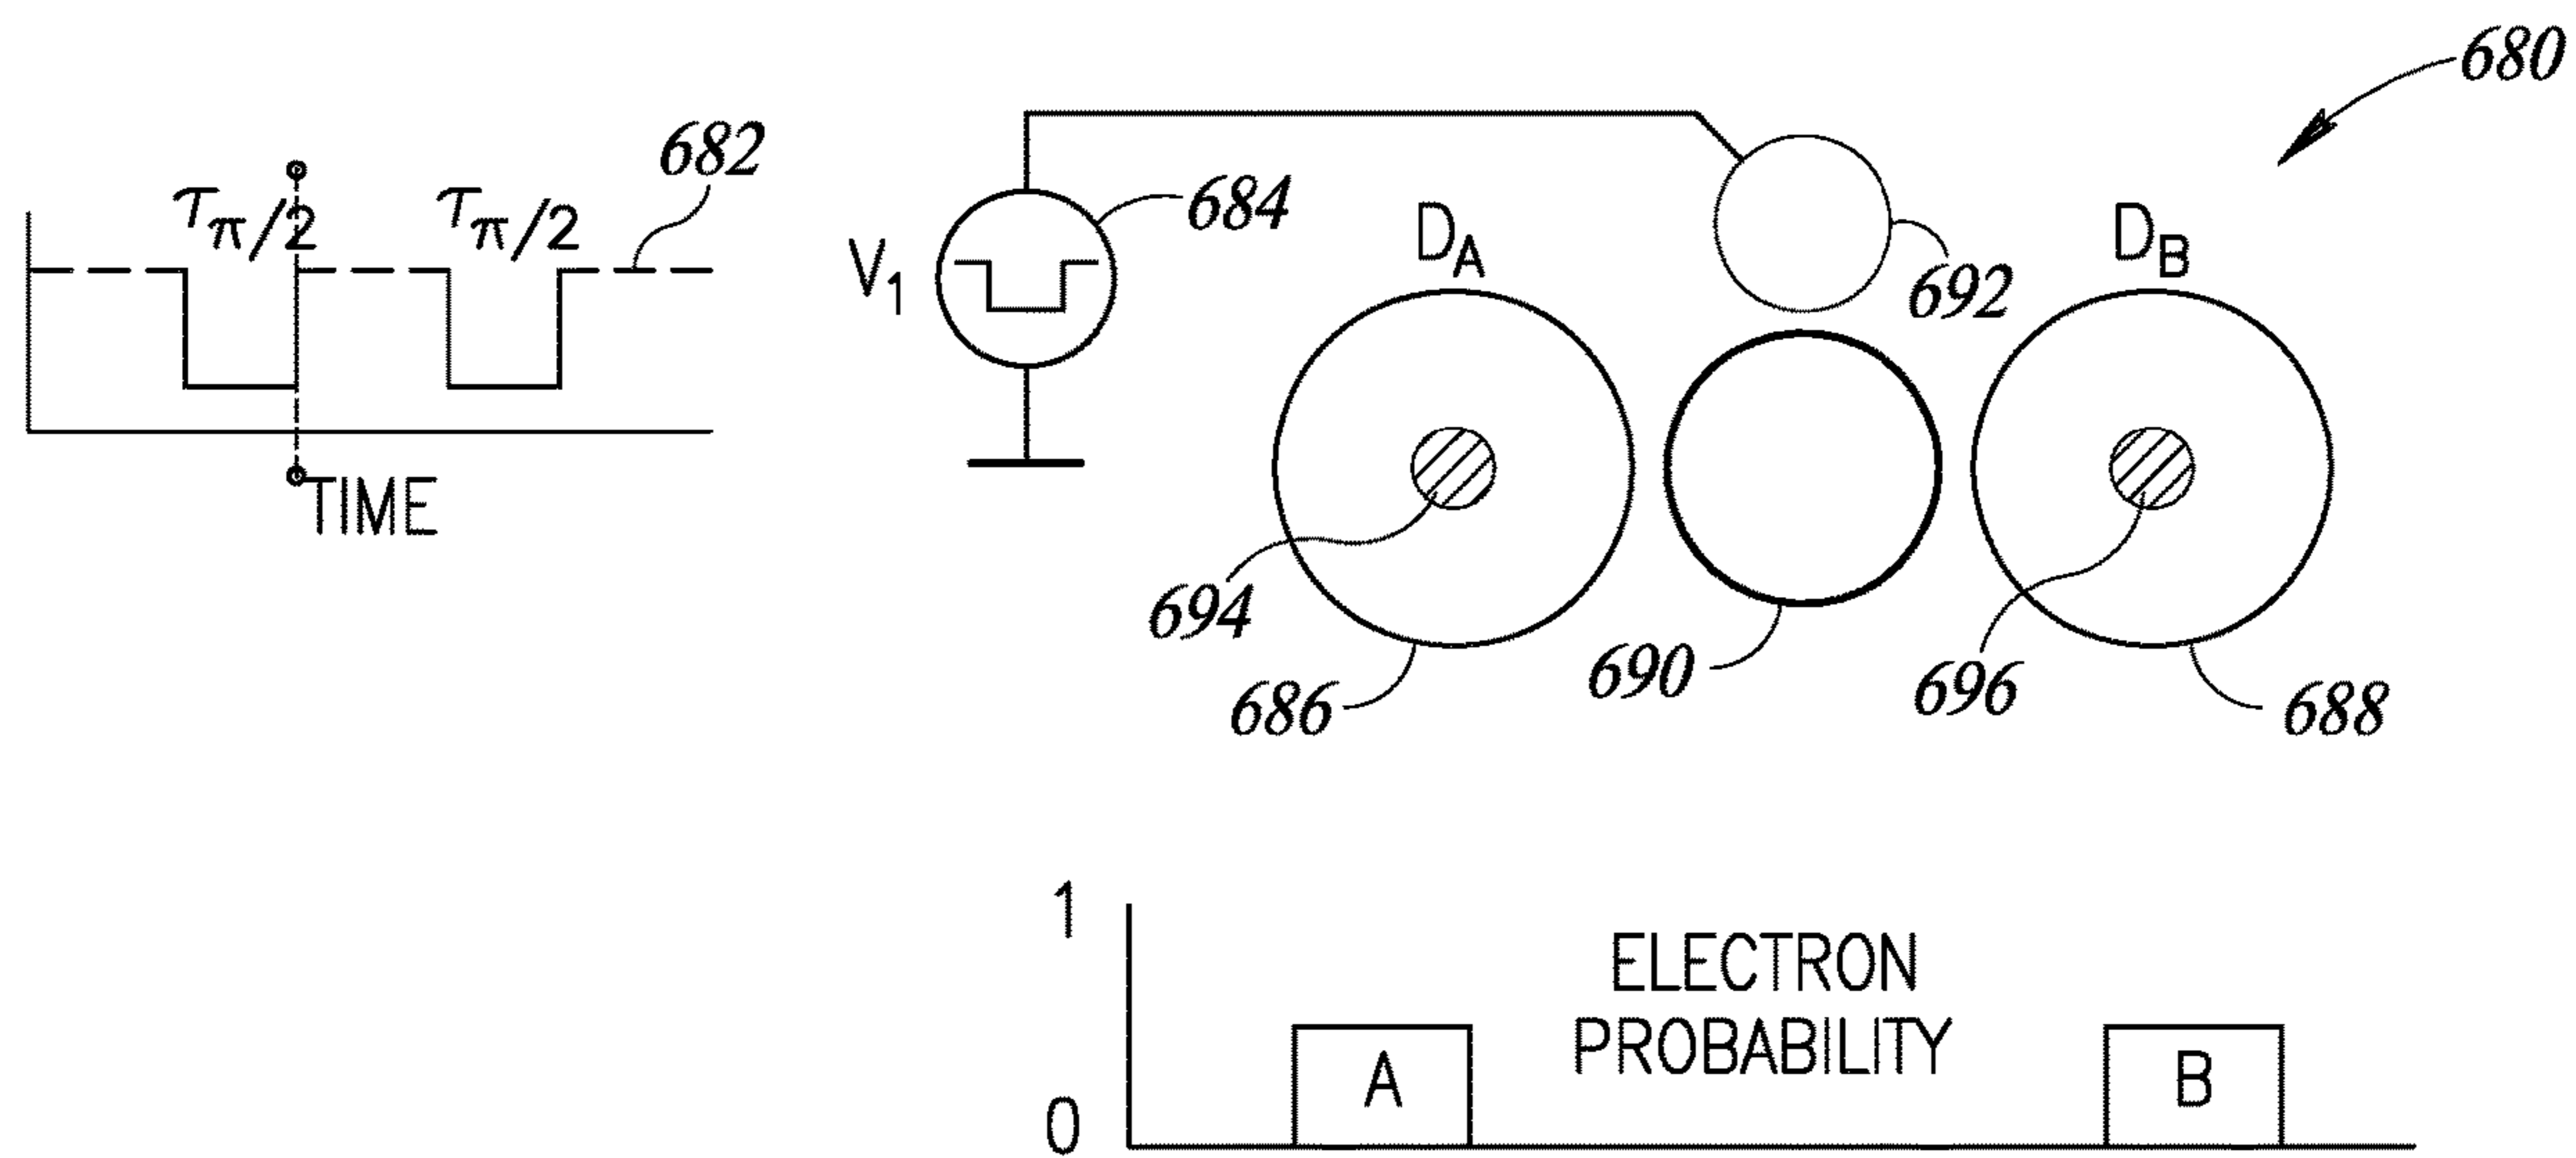 680
682
τπ/2 τπ/2
684
V1
DA
DB
692
TIME
694
686
690
696
688
1
ELECTRON
PROBABILITY
A
B
0